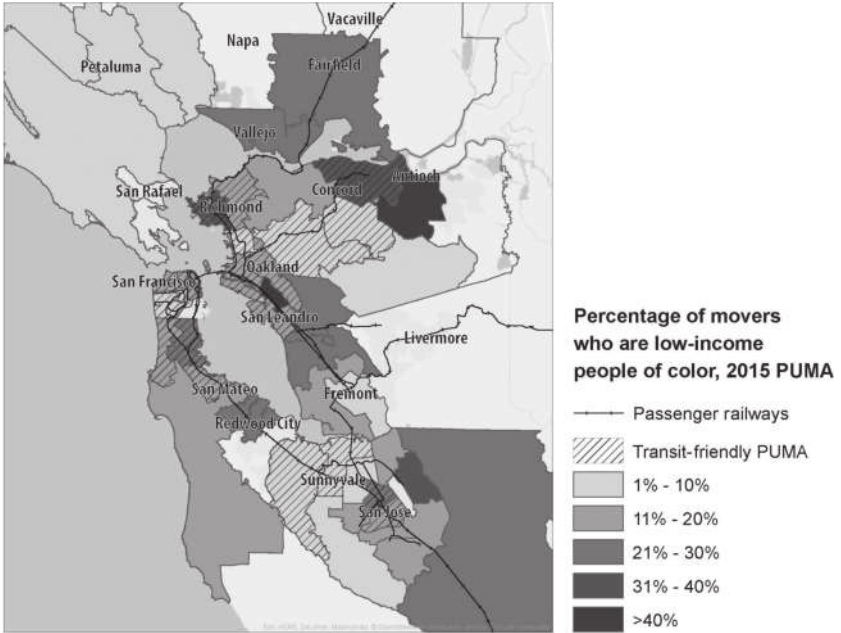 Vacaville
Napa
Petaluma
Fairfield
Vallejo
Antioch
Concord
San Rafael
Richmond
Oakland
San Francisco
San Leandro
Livermore
San Mateo
Fremont
Redwood City
Sunnyvale
San Jose
Percentage of movers
who are low-income
people of color, 2015 PUMA
Passenger railways
Transit-friendly PUMA
1% - 10%
11% - 20%
21% - 30%
31% - 40%
>40%